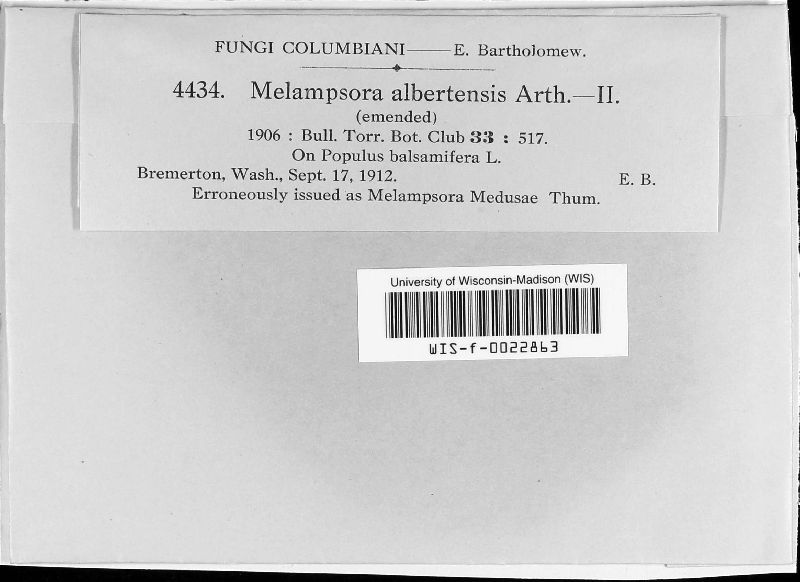 FUNGI COLUMBIANI——E. Bartholomew.
4434. Melampsora albertensis Arth.—II.
(emended)
1906 : Bull. Torr. Bot. Club 33 : 517.
On Populus balsamifera L.
Bremerton, Wash., Sept. 17, 1912. E. B.
Erroneously issued as Melampsora Medusae Thum.
University of Wisconsin-Madison (WIS)
WIS-f-0022863